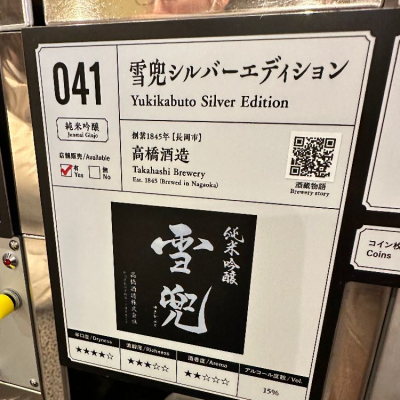 041
雪兜シルバーエディション
Yukikabuto Silver Edition
純米吟醸
Junmai Ginjo
店舗販売/Available
有
Yes
無
No
創業1845年 [長岡市]
高橋酒造
Takahashi Brewery
Est. 1845 (Brewed in Nagaoka)
酒蔵物語
Brewery story
純米吟醸
雪兜
高橋酒造株式会社
辛口度/Dryness
★★★★☆
濃醇度/Richness
★★★☆☆
酒香度/Aroma
★★☆☆☆
アルコール度数/Vol.
15%
コイン枚
Coins